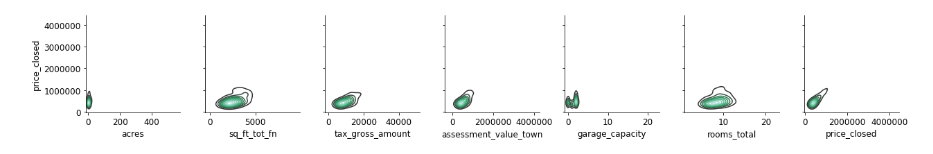 price_closed
4000000
3000000
2000000
1000000
0
0 200 400
acres
0 5000
sq_ft_tot_fn
0 20000 40000
tax_gross_amount
0 2000000 4000000
assessment_value_town
0 10 20
garage_capacity
10 20
rooms_total
0 2000000 4000000
price_closed